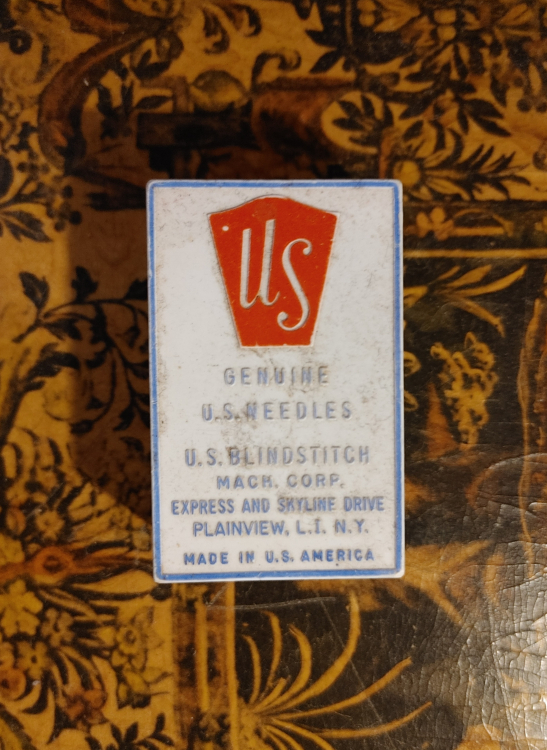 US
GENUINE
U.S. NEEDLES
U.S. BLINDSTITCH
MACH. CORP.
EXPRESS AND SKYLINE DRIVE
PLAINVIEW, L.I. N.Y.
MADE IN U.S. AMERICA